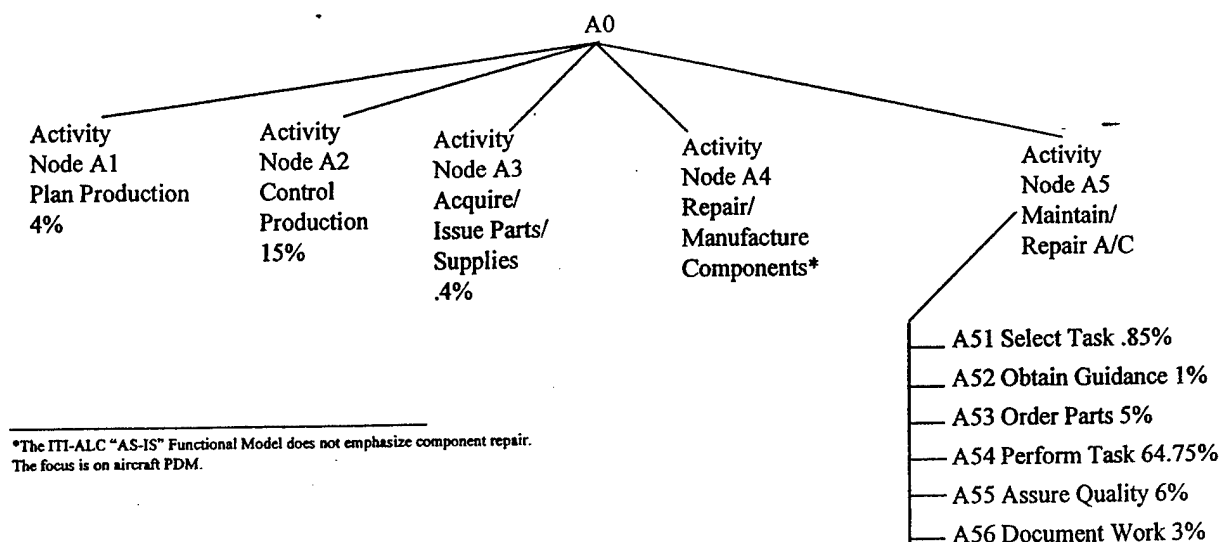 A0
Activity
Node A1
Plan Production
4%
Activity
Node A2
Control
Production
15%
Activity
Node A3
Acquire/
Issue Parts/
Supplies
.4%
Activity
Node A4
Repair/
Manufacture
Components*
Activity
Node A5
Maintain/
Repair A/C
A51 Select Task .85%
A52 Obtain Guidance 1%
A53 Order Parts 5%
A54 Perform Task 64.75%
A55 Assure Quality 6%
A56 Document Work 3%
*The ITI-ALC “AS-IS” Functional Model does not emphasize component repair.
The focus is on aircraft PDM.